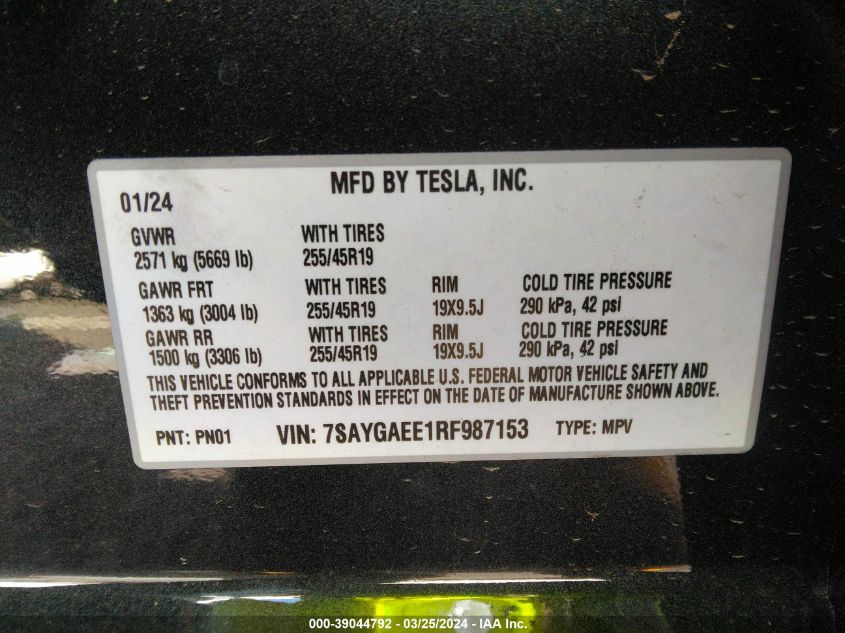 MFD BY TESLA, INC.
01/24
GVWR WITH TIRES
2571 kg (5669 lb) 255/45R19
GAWR FRT WITH TIRES RIM COLD TIRE PRESSURE
1363 kg (3004 lb) 255/45R19 19X9.5J 290 kPa, 42 psi
GAWR RR WITH TIRES RIM COLD TIRE PRESSURE
1500 kg (3306 lb) 255/45R19 19X9.5J 290 kPa, 42 psi
THIS VEHICLE CONFORMS TO ALL APPLICABLE U.S. FEDERAL MOTOR VEHICLE SAFETY AND
THEFT PREVENTION STANDARDS IN EFFECT ON THE DATE OF MANUFACTURE SHOWN ABOVE.
PNT: PN01 VIN: 7SAYGAEE1RF987153 TYPE: MPV
000-39044792 - 03/25/2024 - IAA Inc.